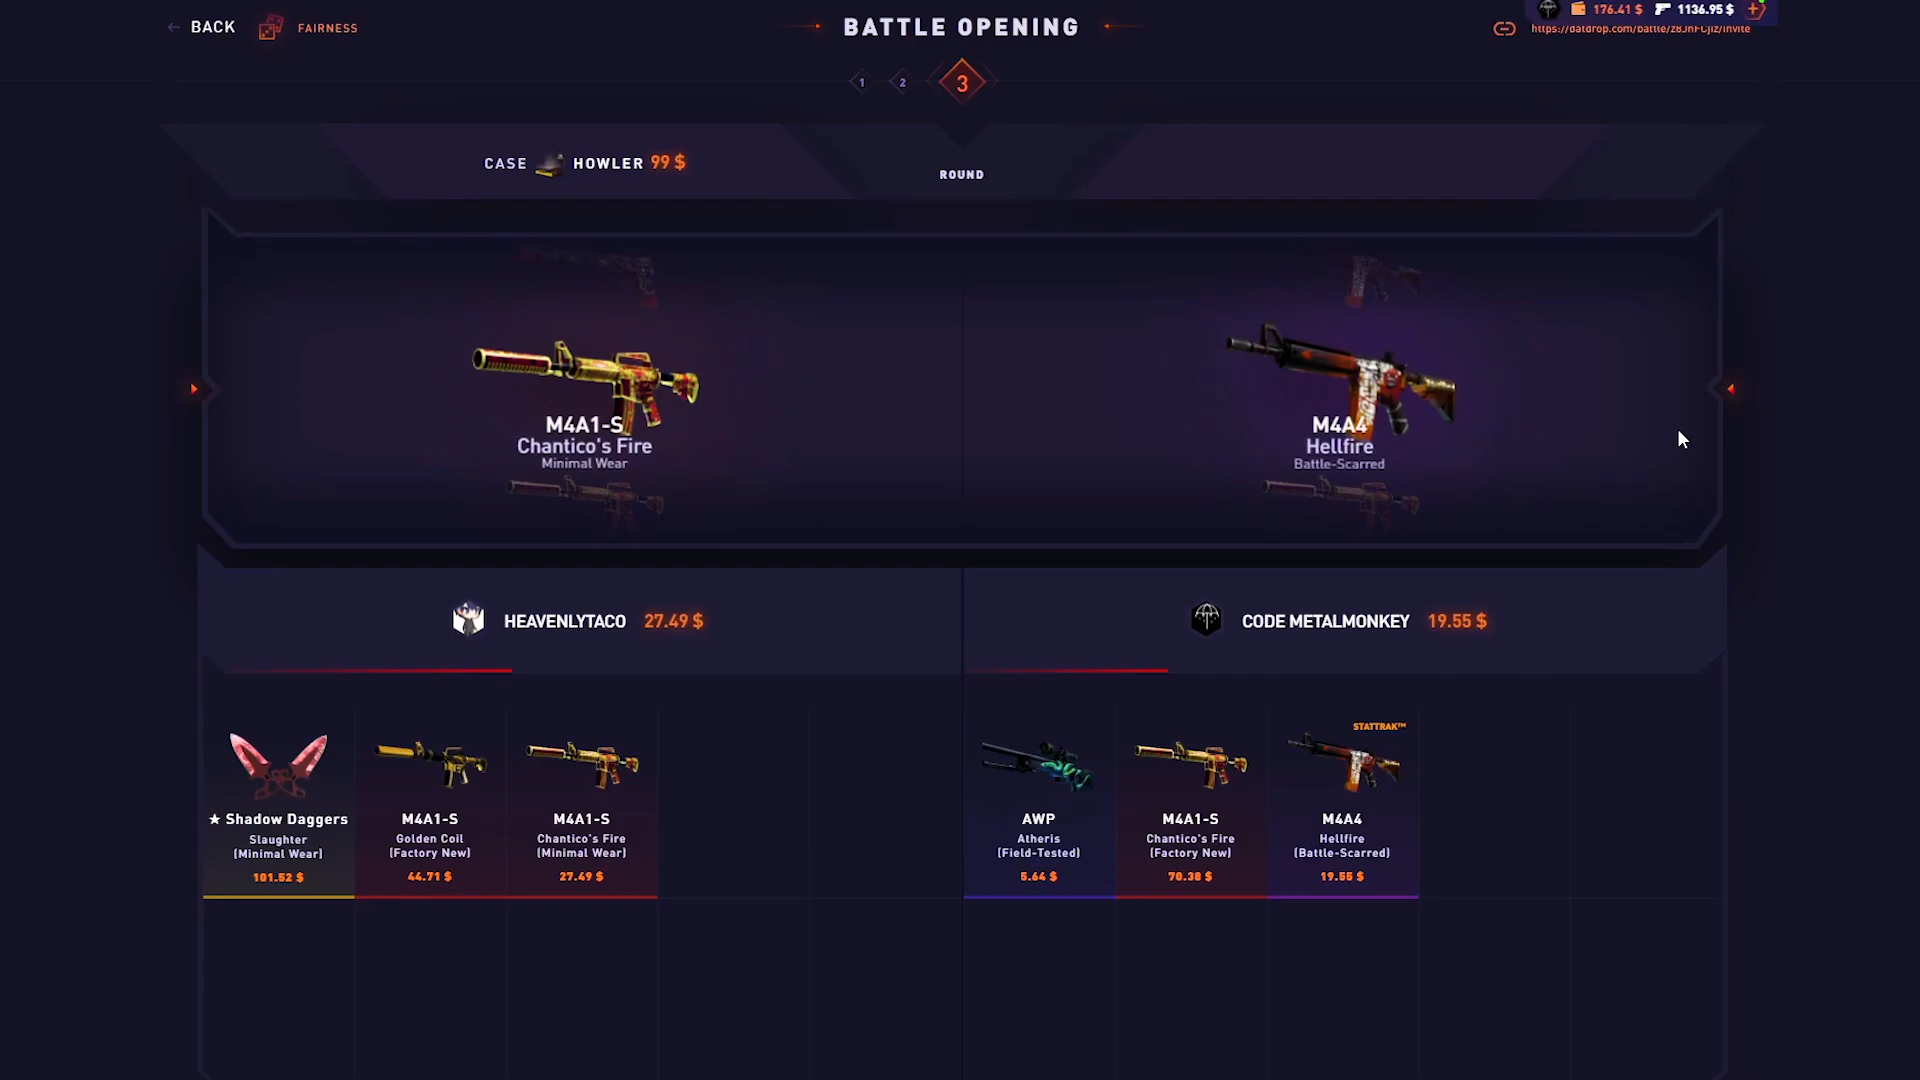 BACK
FAIRNESS
BATTLE OPENING
176.41 $
1136.95 $
1
2
3
CASE HOWLER 99 $
ROUND
M4A1-S
Chantico's Fire
Minimal Wear
M4A4
Hellfire
Battle-Scarred
HEAVENLYTACO 27.49 $
CODE METALMONKEY 19.55 $
★ Shadow Daggers
Slaughter
(Minimal Wear)
101.52 $
M4A1-S
Golden Coil
(Factory New)
44.71 $
M4A1-S
Chantico's Fire
(Minimal Wear)
27.49 $
AWP
Atheris
(Field-Tested)
5.64 $
M4A1-S
Chantico's Fire
(Factory New)
70.38 $
STATTRAK™
M4A4
Hellfire
(Battle-Scarred)
19.55 $